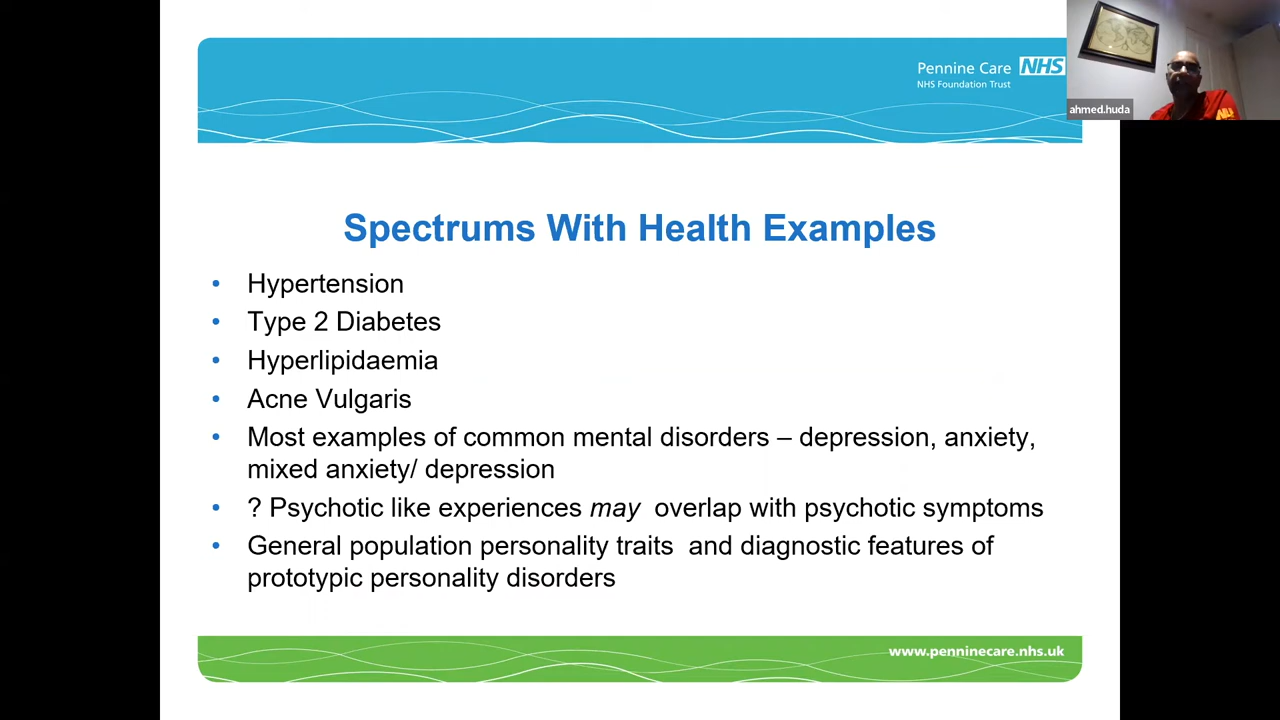 Pennine Care NHS
NHS Foundation Trust
ahmed.huda
Spectrums With Health Examples
• Hypertension
• Type 2 Diabetes
• Hyperlipidaemia
• Acne Vulgaris
• Most examples of common mental disorders – depression, anxiety,
mixed anxiety/ depression
• ? Psychotic like experiences may overlap with psychotic symptoms
• General population personality traits and diagnostic features of
prototypic personality disorders
www.penninecare.nhs.uk